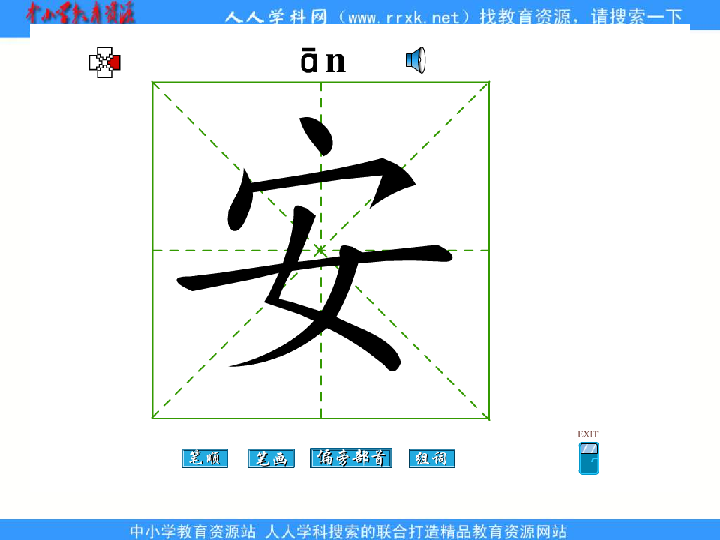 中小学教育资源
人人学科网（www.rrxk.net）找教育资源，请搜索一下
ān
安
EXIT
笔顺 笔画 偏旁部首 组词
中小学教育资源站 人人学科搜索的联合打造精品教育资源网站